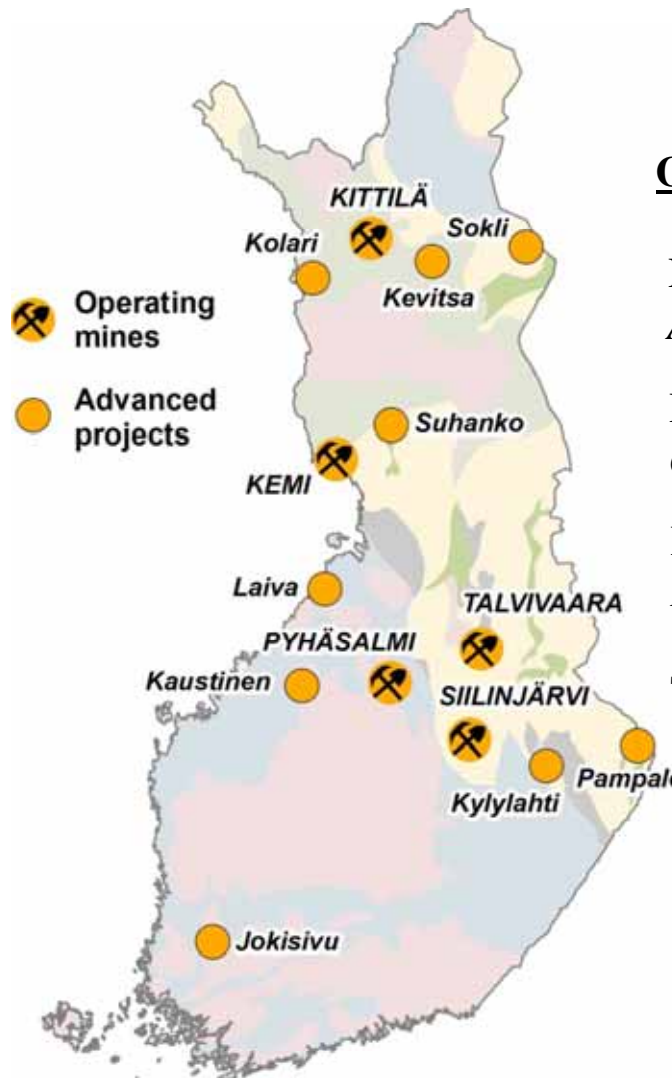 KITTILÄ
Sokli
Kolari
Kevitsa
Operating
mines
Advanced
projects
Suhanko
KEMI
Laiva
TALVIVAARA
PYHÄSALMI
Kaustinen
SIILINJÄRVI
Kylylahti
Jokisivu